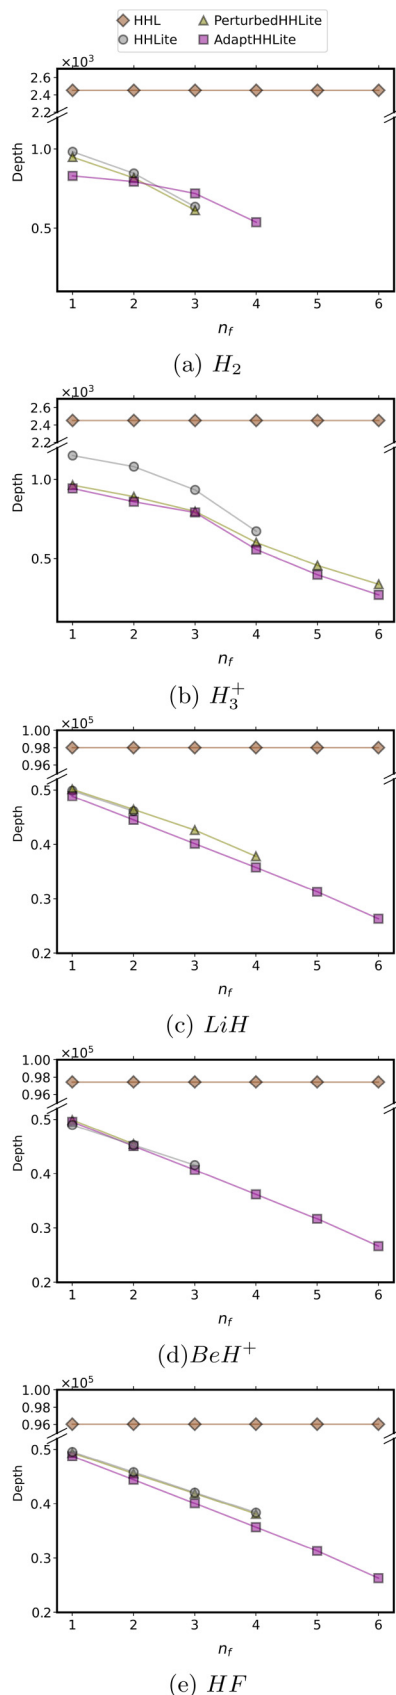 HHL PerturbedHHLite
HHLite AdaptHHLite
×10³
2.6
2.4
2.2
Depth
1.0
0.5
1 2 3 4 5 6
n_f
(a) H₂
×10³
2.6
2.4
2.2
Depth
1.0
0.5
1 2 3 4 5 6
n_f
(b) H₃⁺
1.00 ×10⁵
0.98
0.96
Depth
0.5
0.4
0.3
0.2
1 2 3 4 5 6
n_f
(c) LiH
1.00 ×10⁵
0.98
0.96
Depth
0.5
0.4
0.3
0.2
1 2 3 4 5 6
n_f
(d)BeH⁺
1.00 ×10⁵
0.98
0.96
Depth
0.5
0.4
0.3
0.2
1 2 3 4 5 6
n_f
(e) HF